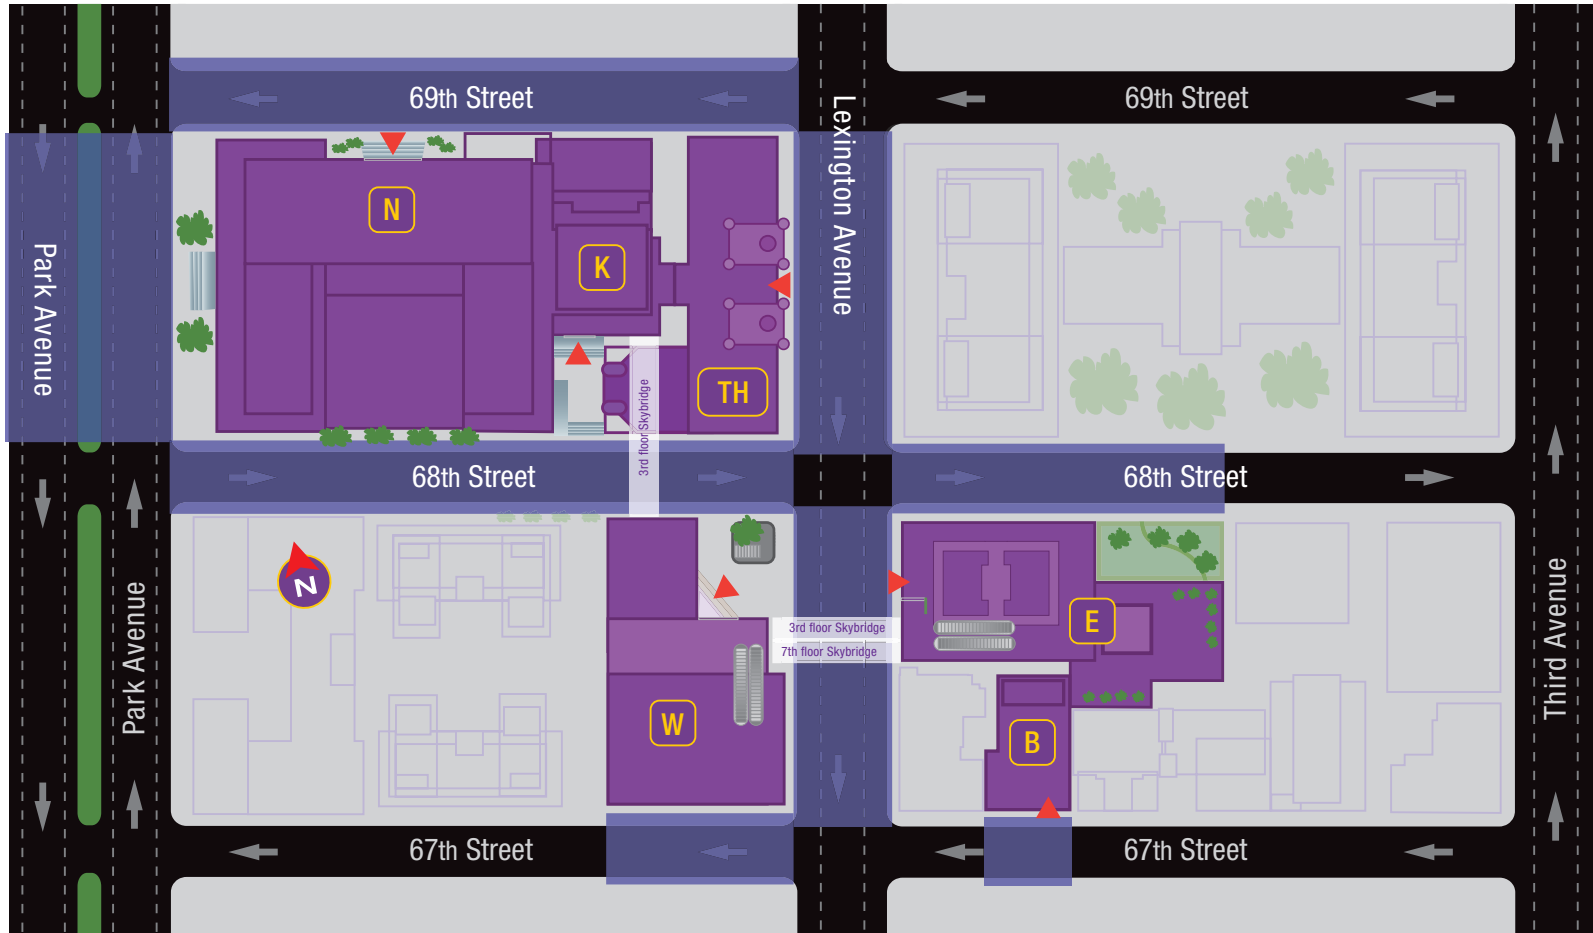 69th Street
69th Street
Lexington Avenue
N
K
Park Avenue
TH
3rd floor Skybridge
68th Street
68th Street
N
Park Avenue
E
3rd floor Skybridge
7th floor Skybridge
Third Avenue
W
B
67th Street
67th Street